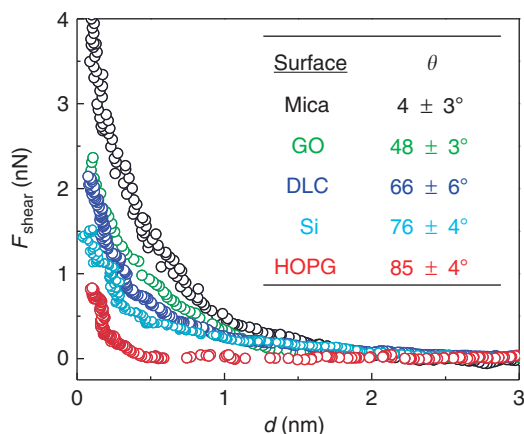 4
3
2
1
0
F shear (nN)
Surface θ
Mica 4 ± 3°
GO 48 ± 3°
DLC 66 ± 6°
Si 76 ± 4°
HOPG 85 ± 4°
0 1 2 3
d (nm)